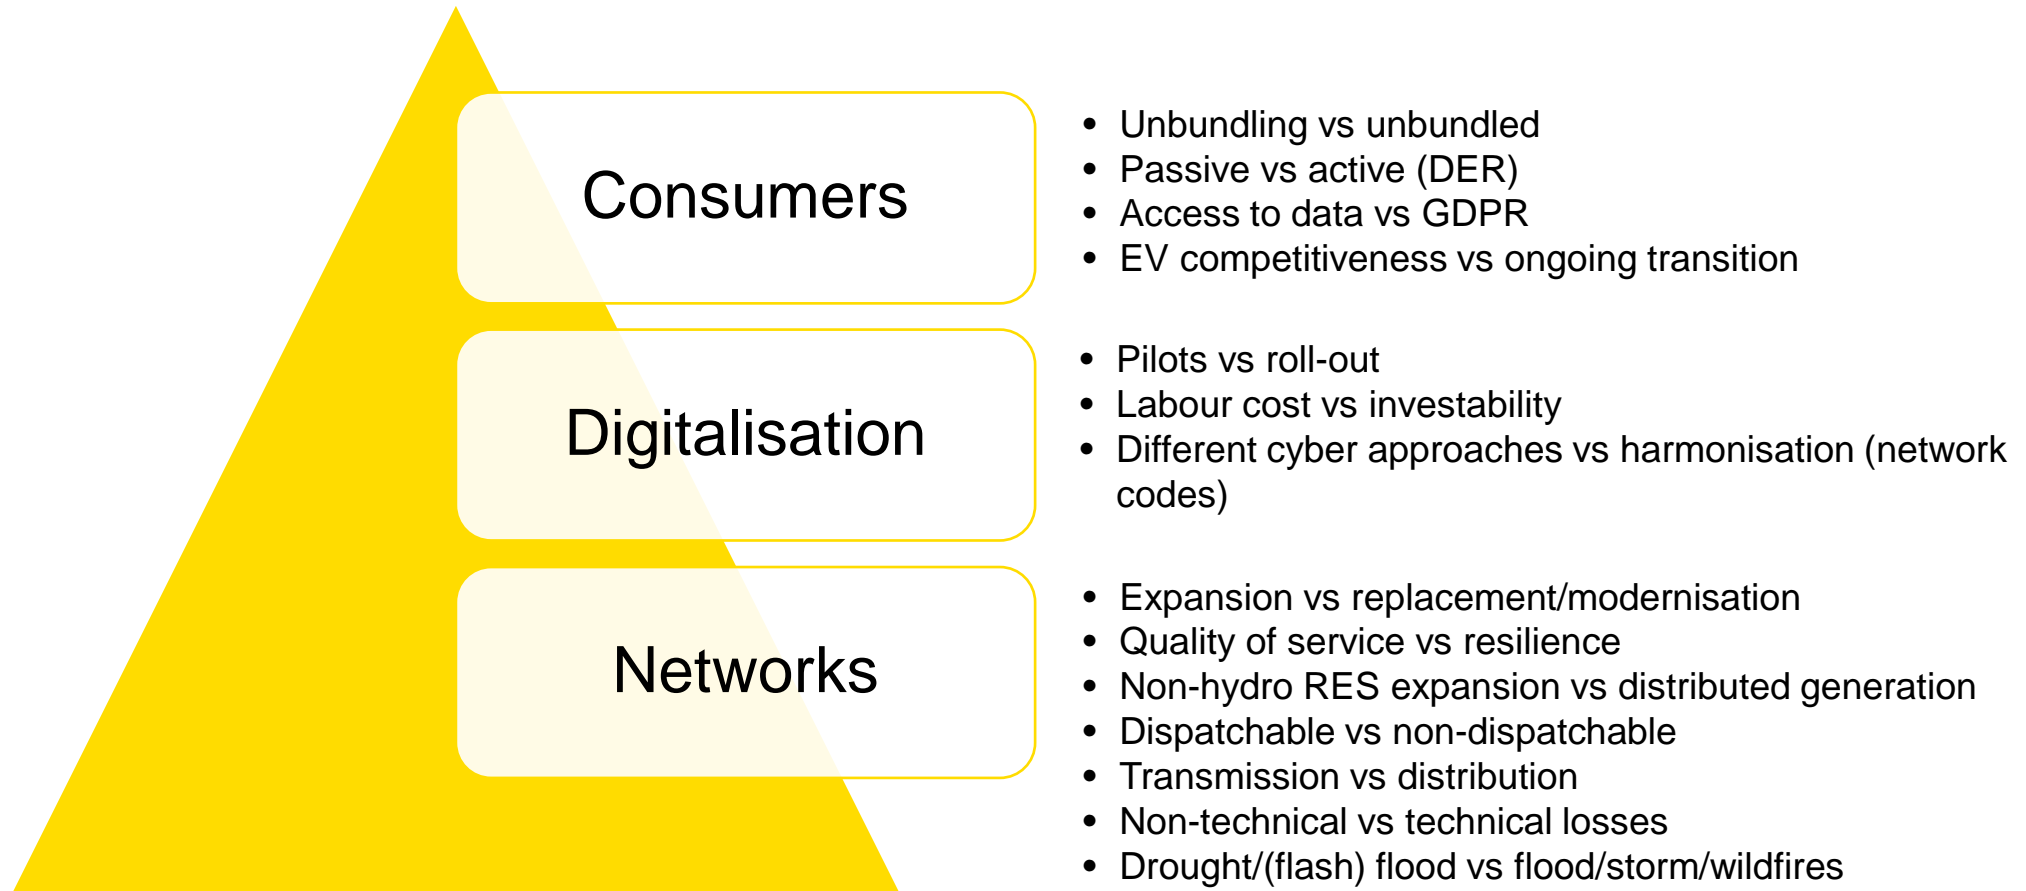 Consumers
• Unbundling vs unbundled
• Passive vs active (DER)
• Access to data vs GDPR
• EV competitiveness vs ongoing transition
Digitalisation
• Pilots vs roll-out
• Labour cost vs investability
• Different cyber approaches vs harmonisation (network
codes)
Networks
• Expansion vs replacement/modernisation
• Quality of service vs resilience
• Non-hydro RES expansion vs distributed generation
• Dispatchable vs non-dispatchable
• Transmission vs distribution
• Non-technical vs technical losses
• Drought/(flash) flood vs flood/storm/wildfires